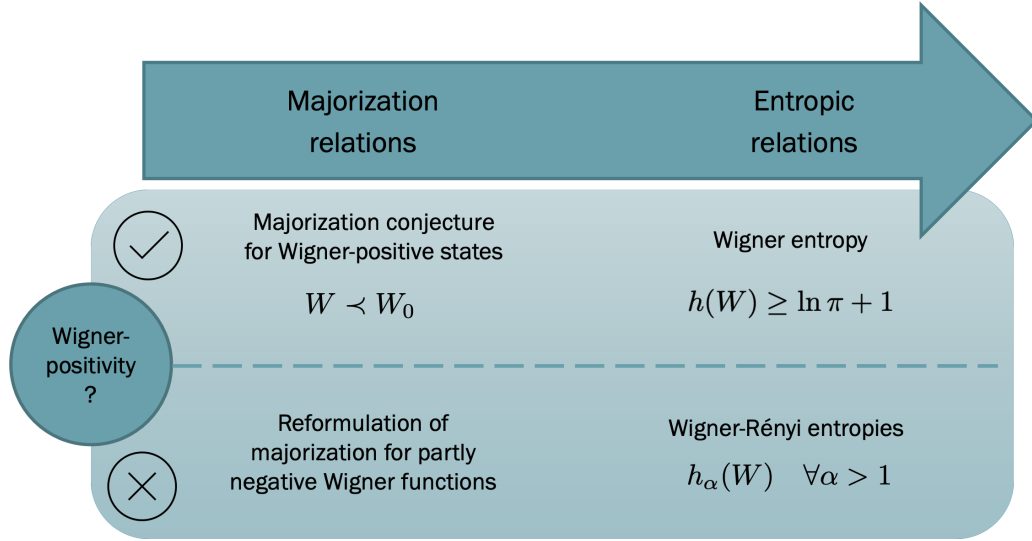 Majorization
relations
Entropic
relations
Majorization conjecture
for Wigner-positive states
W ≺ W₀
Wigner entropy
h(W) ≥ ln π + 1
Wigner-
positivity
?
Reformulation of
majorization for partly
negative Wigner functions
Wigner-Rényi entropies
hα(W) ∀α > 1